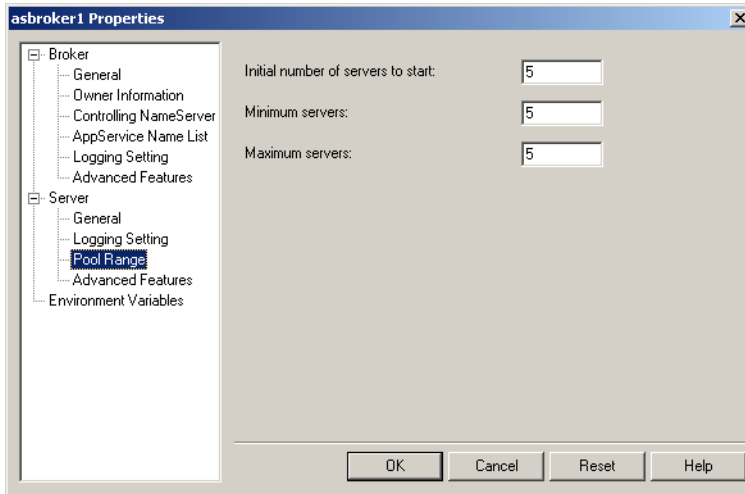 asbroker1 Properties
Broker
General
Owner Information
Controlling NameServer
AppService Name List
Logging Setting
Advanced Features
Server
General
Logging Setting
Pool Range
Advanced Features
Environment Variables
Initial number of servers to start: 5
Minimum servers: 5
Maximum servers: 5
OK Cancel Reset Help